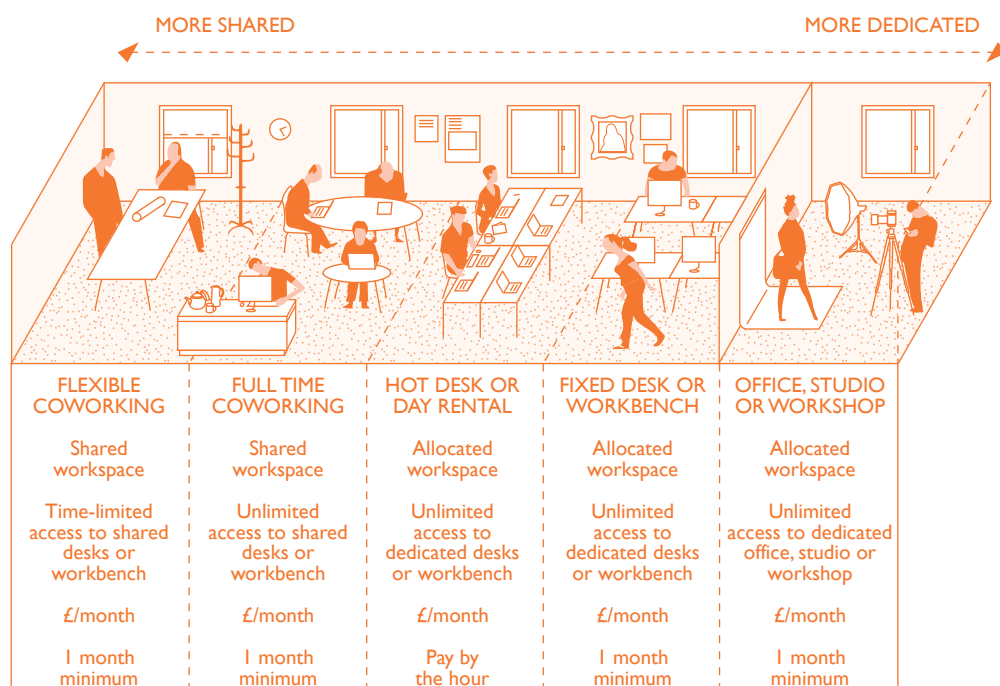 MORE SHARED
MORE DEDICATED
FLEXIBLE
COWORKING
Shared
workspace
Time-limited
access to shared
desks or
workbench
£/month
1 month
minimum
FULL TIME
COWORKING
Shared
workspace
Unlimited
access to shared
desks or
workbench
£/month
1 month
minimum
HOT DESK OR
DAY RENTAL
Allocated
workspace
Unlimited
access to
dedicated desks
or workbench
£/month
Pay by
the hour
FIXED DESK OR
WORKBENCH
Allocated
workspace
Unlimited
access to
dedicated desks
or workbench
£/month
1 month
minimum
OFFICE, STUDIO
OR WORKSHOP
Allocated
workspace
Unlimited
access to dedicated
office, studio or
workshop
£/month
1 month
minimum